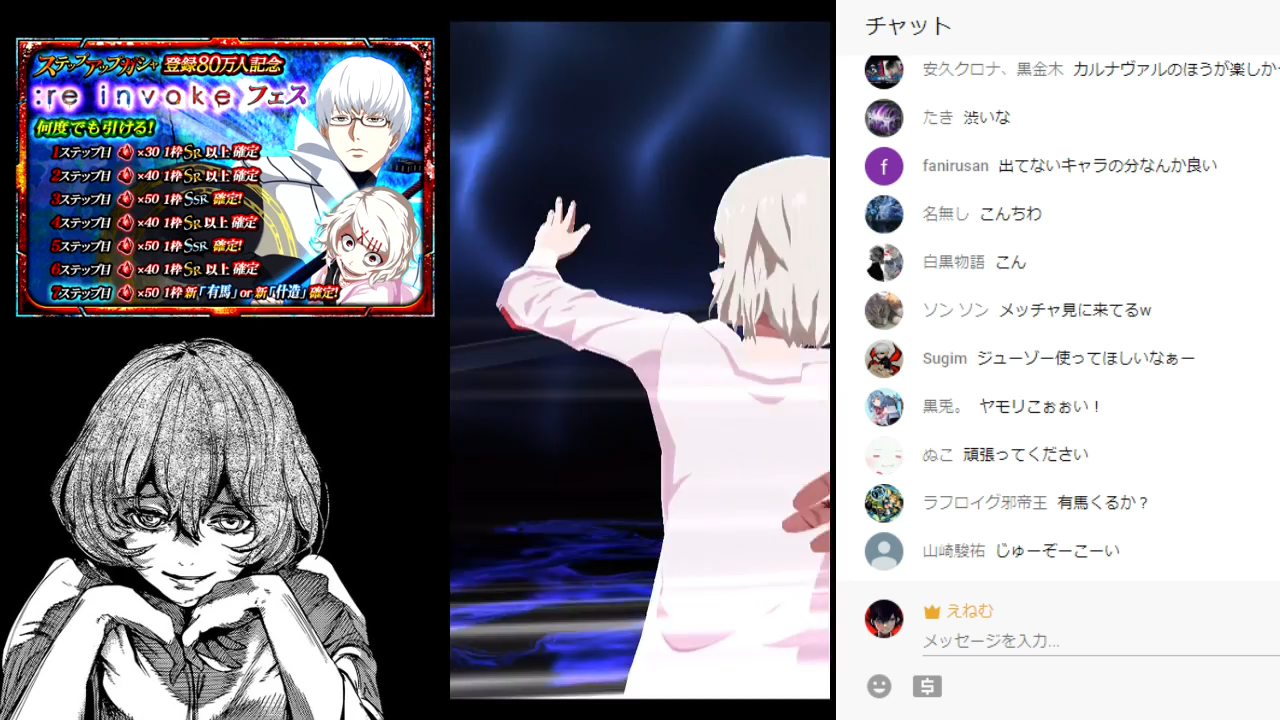 ステップアップガシャ 登録80万人記念
:re invoke フェス
何度でも引ける!
1ステップ目 ×30 1枠SR以上確定
2ステップ目 ×40 1枠SR以上確定
3ステップ目 ×50 1枠SSR確定!
4ステップ目 ×40 1枠SR以上確定
5ステップ目 ×50 1枠SSR確定!
6ステップ目 ×40 1枠SR以上確定
7ステップ目 ×50 1枠新「有馬」or新「什造」確定!
チャット
安久クロナ、黒金木 カルナヴァルのほうが楽しか
たき 渋いな
fanirusan 出てないキャラの分なんか良い
名無し こんちわ
白黒物語 こん
ソン ソン メッチャ見に来てるw
Sugim ジューゾー使ってほしいなぁー
黒兎。 ヤモリこぉぉい！
ぬこ 頑張ってください
ラフロイグ邪帝王 有馬くるか？
山崎駿祐 じゅーぞーこーい
えねむ
メッセージを入力...